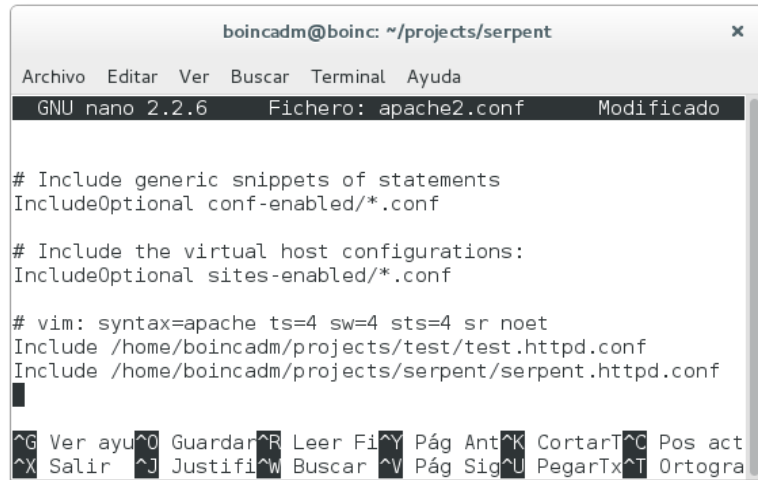 boincadm@boinc: ~/projects/serpent ×
Archivo Editar Ver Buscar Terminal Ayuda
GNU nano 2.2.6 Fichero: apache2.conf Modificado
# Include generic snippets of statements
IncludeOptional conf-enabled/*.conf
# Include the virtual host configurations:
IncludeOptional sites-enabled/*.conf
# vim: syntax=apache ts=4 sw=4 sts=4 sr noet
Include /home/boincadm/projects/test/test.httpd.conf
Include /home/boincadm/projects/serpent/serpent.httpd.conf
^G Ver ayu^O Guardar^R Leer Fi^Y Pág Ant^K CortarT^C Pos act
^X Salir ^J Justifi^W Buscar ^V Pág Sig^U PegarTx^T Ortogra